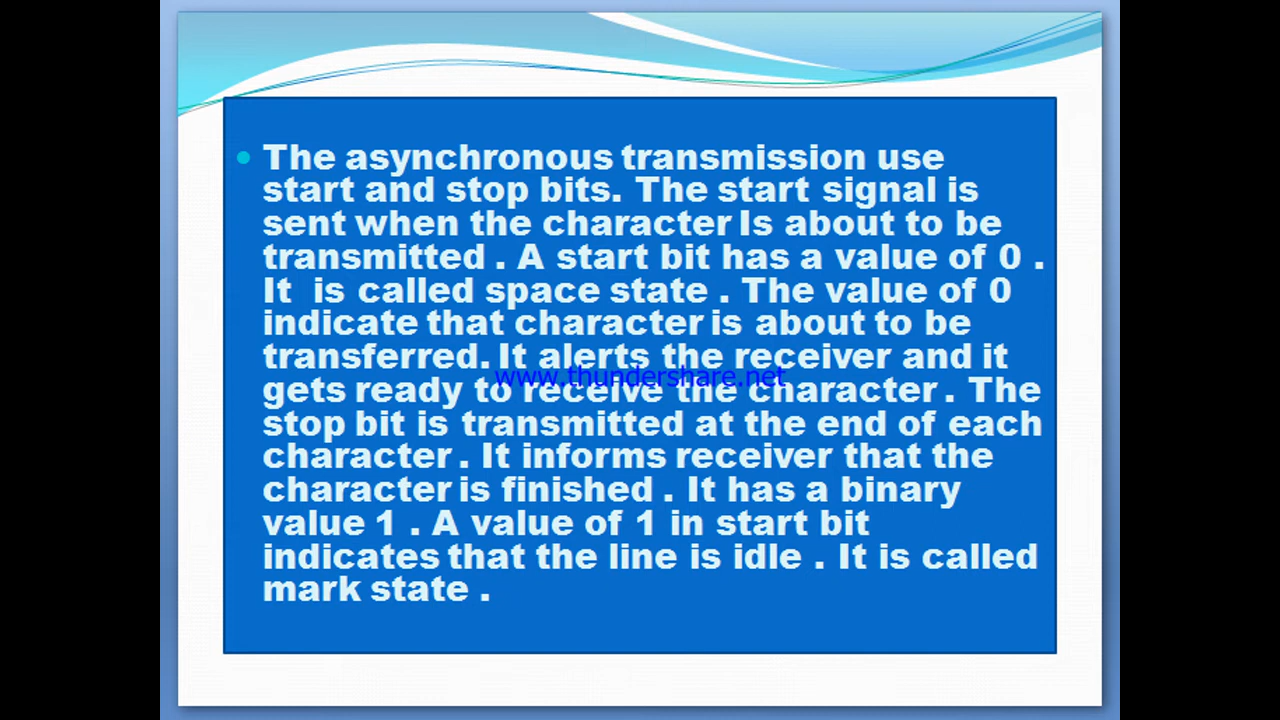 • The asynchronous transmission use
start and stop bits. The start signal is
sent when the character Is about to be
transmitted . A start bit has a value of 0 .
It is called space state . The value of 0
indicate that character is about to be
transferred. It alerts the receiver and it
www.thundershare.net
gets ready to receive the character . The
stop bit is transmitted at the end of each
character . It informs receiver that the
character is finished . It has a binary
value 1 . A value of 1 in start bit
indicates that the line is idle . It is called
mark state .